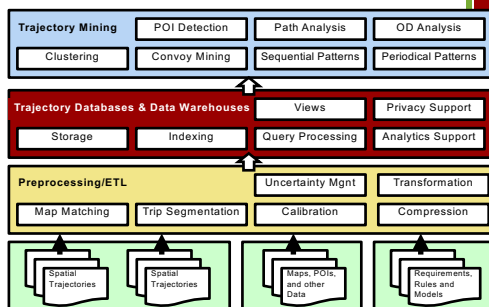 Trajectory Mining
POI Detection
Path Analysis
OD Analysis
Clustering
Convoy Mining
Sequential Patterns
Periodical Patterns
Trajectory Databases & Data Warehouses
Views
Privacy Support
Storage
Indexing
Query Processing
Analytics Support
Preprocessing/ETL
Uncertainty Mgnt
Transformation
Map Matching
Trip Segmentation
Calibration
Compression
Spatial
Trajectories
Spatial
Trajectories
Maps, POIs,
and other
Data
Requirements,
Rules and
Models